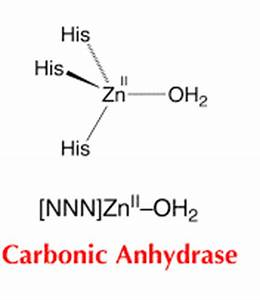 His
His
Zn^II—OH₂
His
[NNN]Zn^II–OH₂
Carbonic Anhydrase